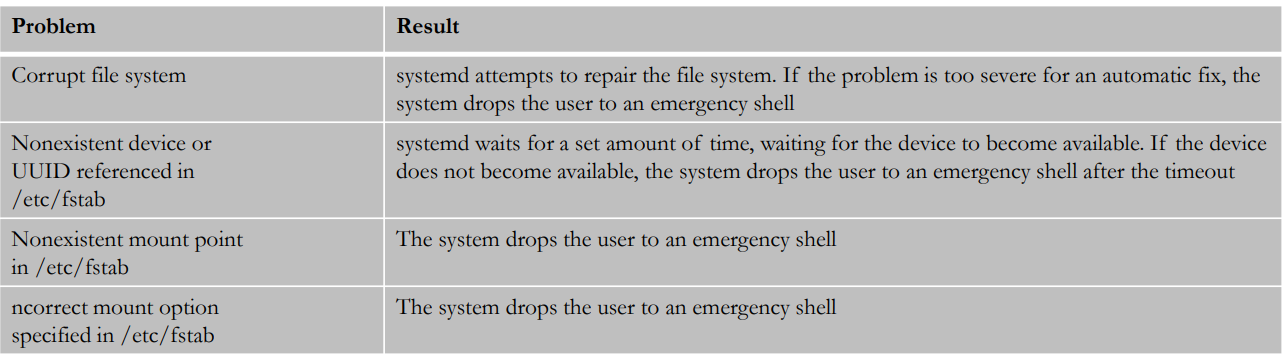 Problem
Result
Corrupt file system
systemd attempts to repair the file system. If the problem is too severe for an automatic fix, the
system drops the user to an emergency shell
Nonexistent device or
UUID referenced in
/etc/fstab
systemd waits for a set amount of time, waiting for the device to become available. If the device
does not become available, the system drops the user to an emergency shell after the timeout
Nonexistent mount point
in /etc/fstab
The system drops the user to an emergency shell
ncorrect mount option
specified in /etc/fstab
The system drops the user to an emergency shell